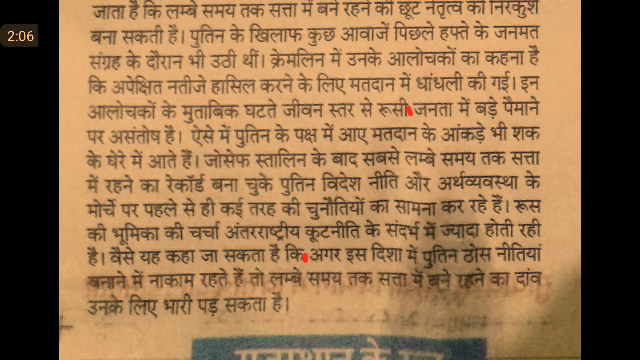 2:06
जाता है कि लम्बे समय तक सत्ता में बने रहने की छूट नेतृत्व को निरंकुश
बना सकती है। पुतिन के खिलाफ कुछ आवाजें पिछले हफ्ते के जनमत
संग्रह के दौरान भी उठी थीं। क्रेमलिन में उनके आलोचकों का कहना है
कि अपेक्षित नतीजे हासिल करने के लिए मतदान में धांधली की गई। इन
आलोचकों के मुताबिक घटते जीवन स्तर से रूसी जनता में बड़े पैमाने
पर असंतोष है। ऐसे में पुतिन के पक्ष में आए मतदान के आंकड़े भी शक
के घेरे में आते हैं। जोसेफ स्तालिन के बाद सबसे लम्बे समय तक सत्ता
में रहने का रेकॉर्ड बना चुके पुतिन विदेश नीति और अर्थव्यवस्था के
मोर्चे पर पहले से ही कई तरह की चुनौतियों का सामना कर रहे हैं। रूस
की भूमिका की चर्चा अंतरराष्ट्रीय कूटनीति के संदर्भ में ज्यादा होती रही
है। वैसे यह कहा जा सकता है कि अगर इस दिशा में पुतिन ठोस नीतियां
बनाने में नाकाम रहते हैं तो लम्बे समय तक सत्ता में बने रहने का दांव
उनके लिए भारी पड़ सकता है।